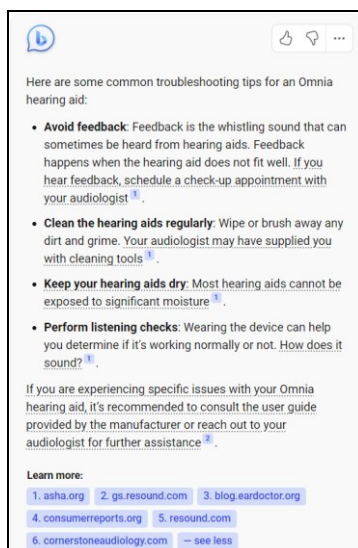 Here are some common troubleshooting tips for an Omnia
hearing aid:
• Avoid feedback: Feedback is the whistling sound that can
sometimes be heard from hearing aids. Feedback
happens when the hearing aid does not fit well. If you
hear feedback, schedule a check-up appointment with
your audiologist 1 .
• Clean the hearing aids regularly: Wipe or brush away any
dirt and grime. Your audiologist may have supplied you
with cleaning tools 1 .
• Keep your hearing aids dry: Most hearing aids cannot be
exposed to significant moisture 1 .
• Perform listening checks: Wearing the device can help
you determine if it's working normally or not. How does it
sound? 1 .
If you are experiencing specific issues with your Omnia
hearing aid, it's recommended to consult the user guide
provided by the manufacturer or reach out to your
audiologist for further assistance 2 .
Learn more:
1. asha.org 2. gs.resound.com 3. blog.eardoctor.org
4. consumerreports.org 5. resound.com
6. cornerstoneaudiology.com — see less